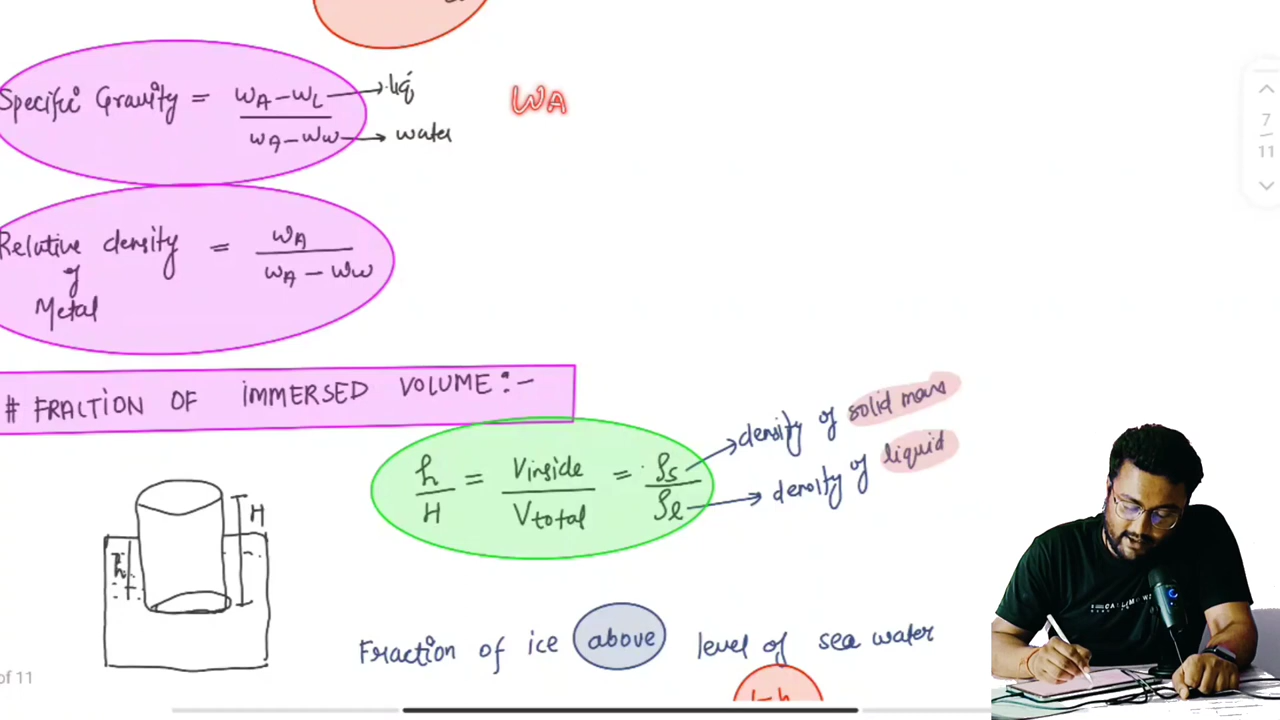 Specific Gravity = WA - WL / WA - Ww → liq → water
WA
7
11
Relative density of Metal = WA / WA - Ww
# FRACTION OF IMMERSED VOLUME :-
h/H = Vinside/Vtotal = ρs/ρl
density of solid mass
density of liquid
H
h
Fraction of ice above level of sea water
of 11